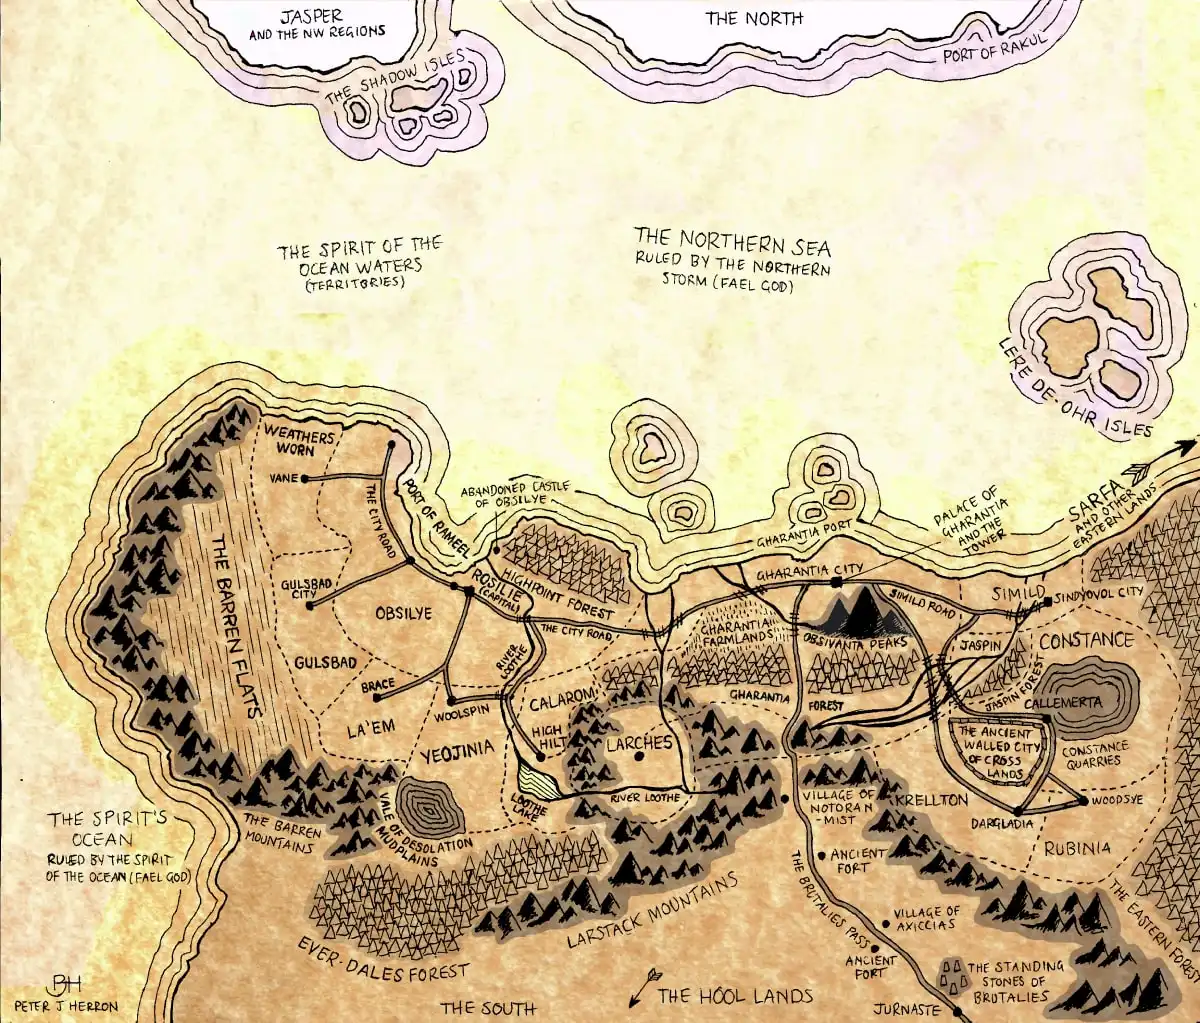 JASPER
AND THE NW REGIONS
THE NORTH
PORT OF RAKUL
THE SHADOW ISLES
THE SPIRIT OF THE
OCEAN WATERS
(TERRITORIES)
THE NORTHERN SEA
RULED BY THE NORTHERN
STORM (FAEL GOD)
LERE DE-OHR ISLES
WEATHERS
WORN
VANE
THE CITY ROAD
PORT OF RAMEEL
ABANDONED CASTLE
OF OBSILYE
GHARANTIA PORT
PALACE OF
GHARANTIA
AND THE
TOWER
SARFA
AND OTHER
EASTERN LANDS
THE BARREN FLATS
GULSBAD
CITY
OBSILYE
ROSLIE
(CAPITAL)
HIGHPOINT FOREST
THE CITY ROAD
GHARANTIA CITY
SIMILD ROAD
SIMILD
SINDYOVOL CITY
GHARANTIA
FARMLANDS
OBSIVANTA PEAKS
JASPIN
CONSTANCE
GULSBAD
RIVER
LOTHE
BRACE
WOOLSPIN
CALAROM
GHARANTIA
FOREST
JASPIN FOREST
CALLEMERTA
LA'EM
YEOJINIA
HIGH
HILT
LARCHES
THE ANCIENT
WALLED CITY
OF CROSS
LANDS
CONSTANCE
QUARRIES
LOOTHE
LAKE
RIVER LOOTHE
VILLAGE OF
NOTORAN
-MIST
KRELLTON
WOODSYE
DARGLADIA
RUBINIA
THE SPIRIT'S
OCEAN
RULED BY THE SPIRIT
OF THE OCEAN (FAEL GOD)
THE BARREN
MOUNTAINS
VALE OF DESOLATION
MUDPLAINS
ANCIENT
FORT
THE BRUTALIES PASS
VILLAGE OF
AXICCIAS
ANCIENT
FORT
THE EASTERN FOREST
EVER-DALES FOREST
LARSTACK MOUNTAINS
THE STANDING
STONES OF
BRUTALIES
THE SOUTH
THE HOOL LANDS
JURNASTE
PJH
PETER J HERRON